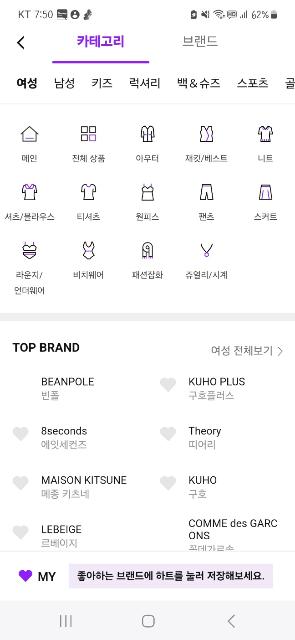 KT 7:50
62%
카테고리 브랜드
여성 남성 키즈 럭셔리 백&슈즈 스포츠 골
메인 전체 상품 아우터 재킷/베스트 니트
셔츠/블라우스 티셔츠 원피스 팬츠 스커트
라운지/
언더웨어
비치웨어 패션잡화 쥬얼리/시계
TOP BRAND 여성 전체보기
BEANPOLE
빈폴
KUHO PLUS
구호플러스
8seconds
에잇세컨즈
Theory
띠어리
MAISON KITSUNE
메종 키츠네
KUHO
구호
LEBEIGE
르베이지
COMME des GARC
ONS
꼼데가르송
MY 좋아하는 브랜드에 하트를 눌러 저장해보세요.